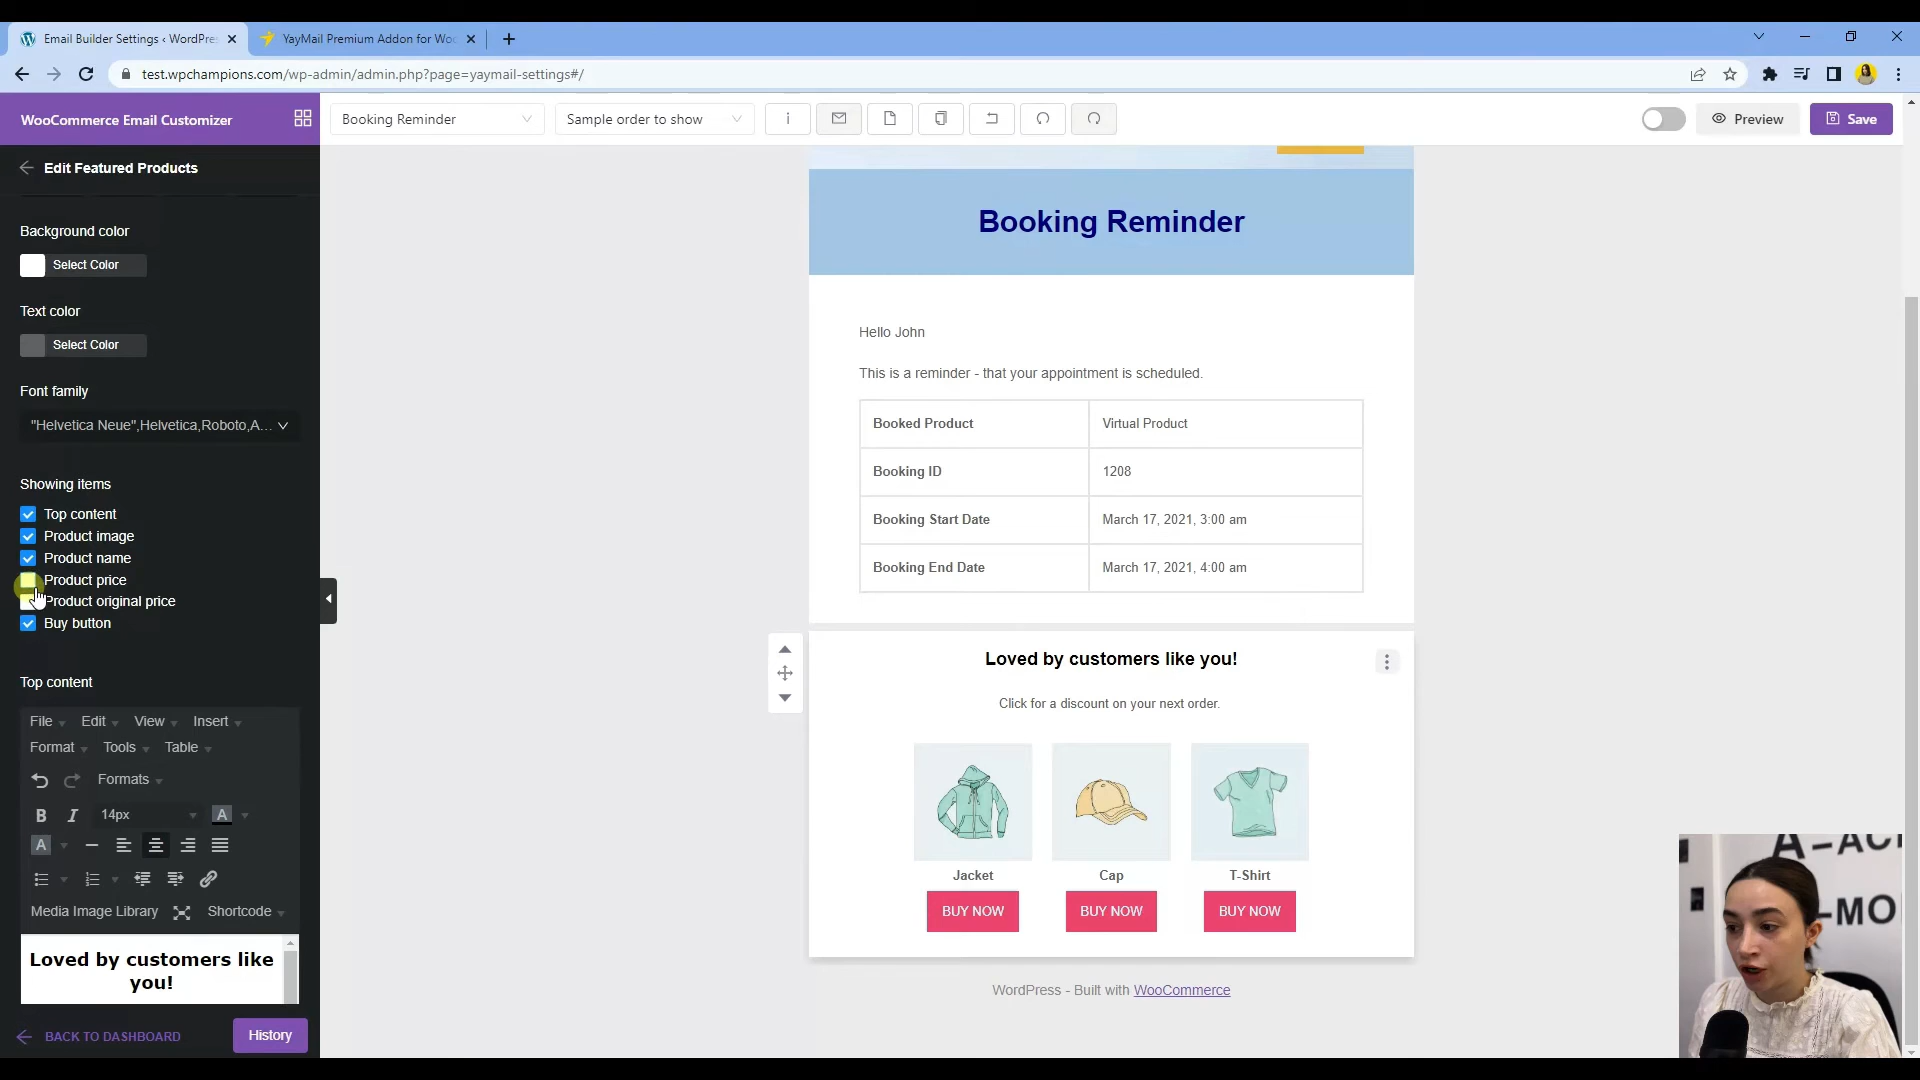 Email Builder Settings ‹ WordPre
YayMail Premium Addon for Woo
test.wpchampions.com/wp-admin/admin.php?page=yaymail-settings#/
WooCommerce Email Customizer
Booking Reminder
Sample order to show
i
Preview
Save
Edit Featured Products
Background color
Select Color
Text color
Select Color
Font family
"Helvetica Neue",Helvetica,Roboto,A...
Showing items
Top content
Product image
Product name
Product price
Product original price
Buy button
Top content
File Edit View Insert
Format Tools Table
Formats
B I 14px A
A
Media Image Library Shortcode
Loved by customers like
you!
BACK TO DASHBOARD
History
Booking Reminder
Hello John
This is a reminder - that your appointment is scheduled.
Booked Product Virtual Product
Booking ID 1208
Booking Start Date March 17, 2021, 3:00 am
Booking End Date March 17, 2021, 4:00 am
Loved by customers like you!
Click for a discount on your next order.
Jacket Cap T-Shirt
BUY NOW BUY NOW BUY NOW
WordPress - Built with WooCommerce